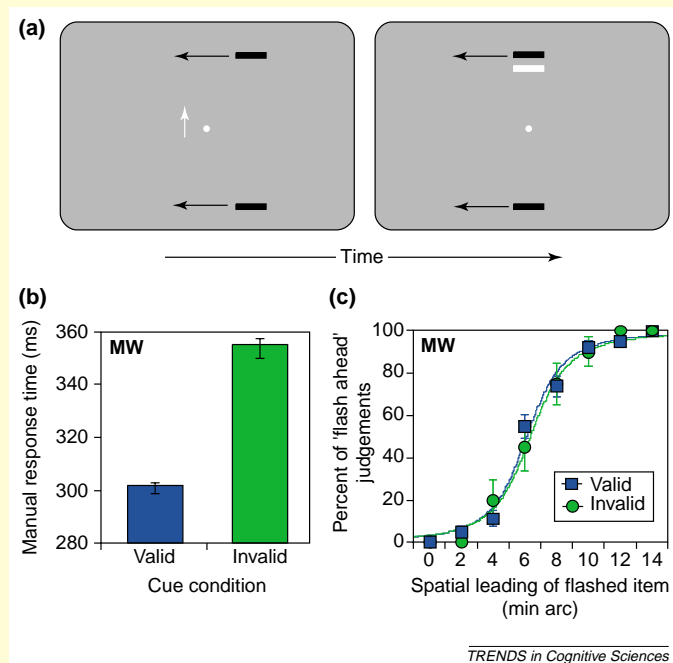 (a)
Time
(b)
Manual response time (ms)
360
340
320
300
280
MW
Valid
Invalid
Cue condition
(c)
Percent of 'flash ahead'
judgements
100
80
60
40
20
0
MW
Valid
Invalid
0 2 4 6 8 10 12 14
Spatial leading of flashed item
(min arc)
TRENDS in Cognitive Sciences